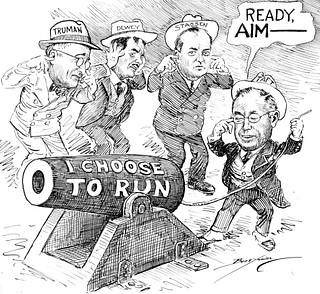 READY,
AIM—
TRUMAN
DEWEY
STASSEN
I CHOOSE
TO RUN